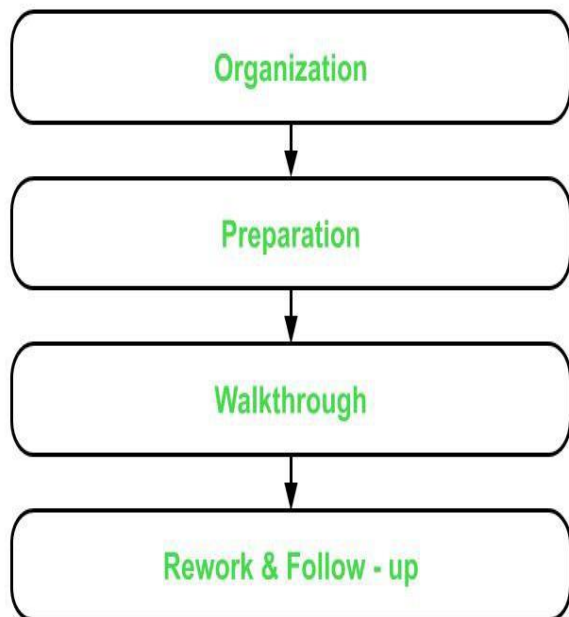 Organization
Preparation
Walkthrough
Rework & Follow - up